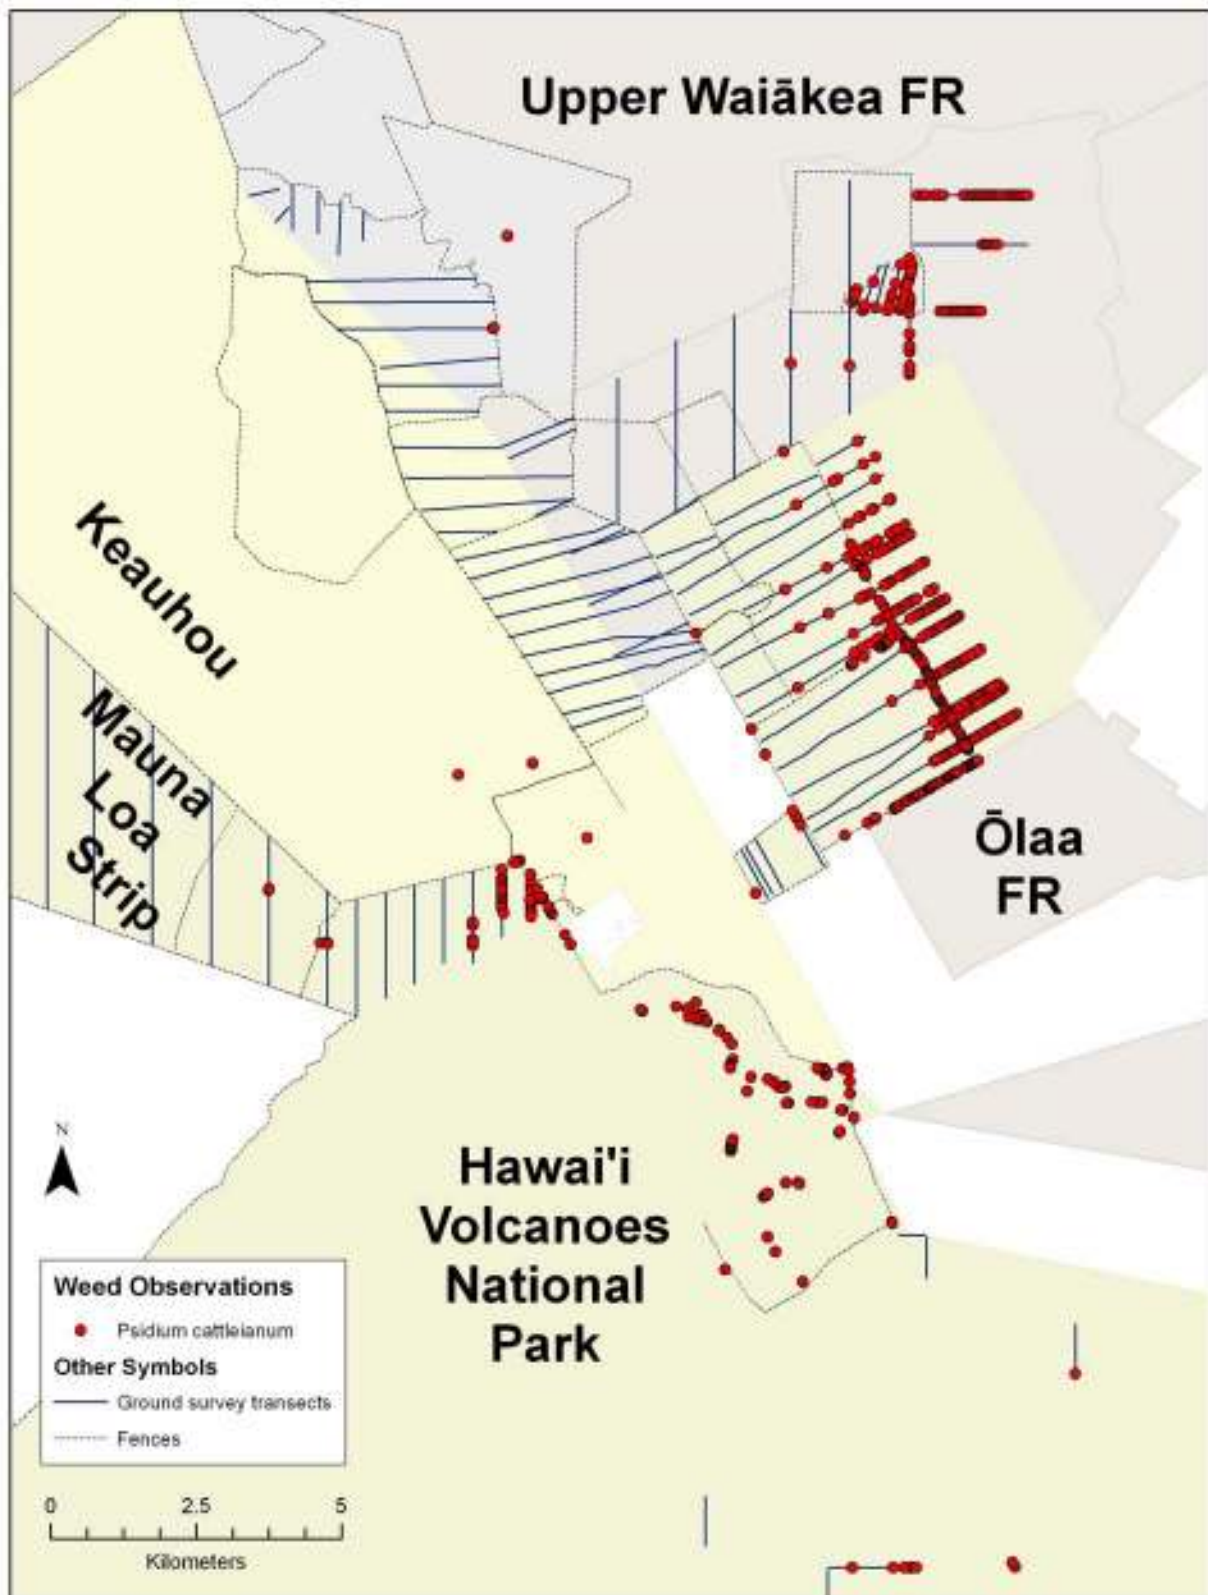 Upper Waiākea FR
Keauhou
Mauna
Loa
Strip
Ōlaa
FR
Hawai'i
Volcanoes
National
Park
N
Weed Observations
Psidium cattleianum
Other Symbols
Ground survey transects
Fences
0 2.5 5
Kilometers